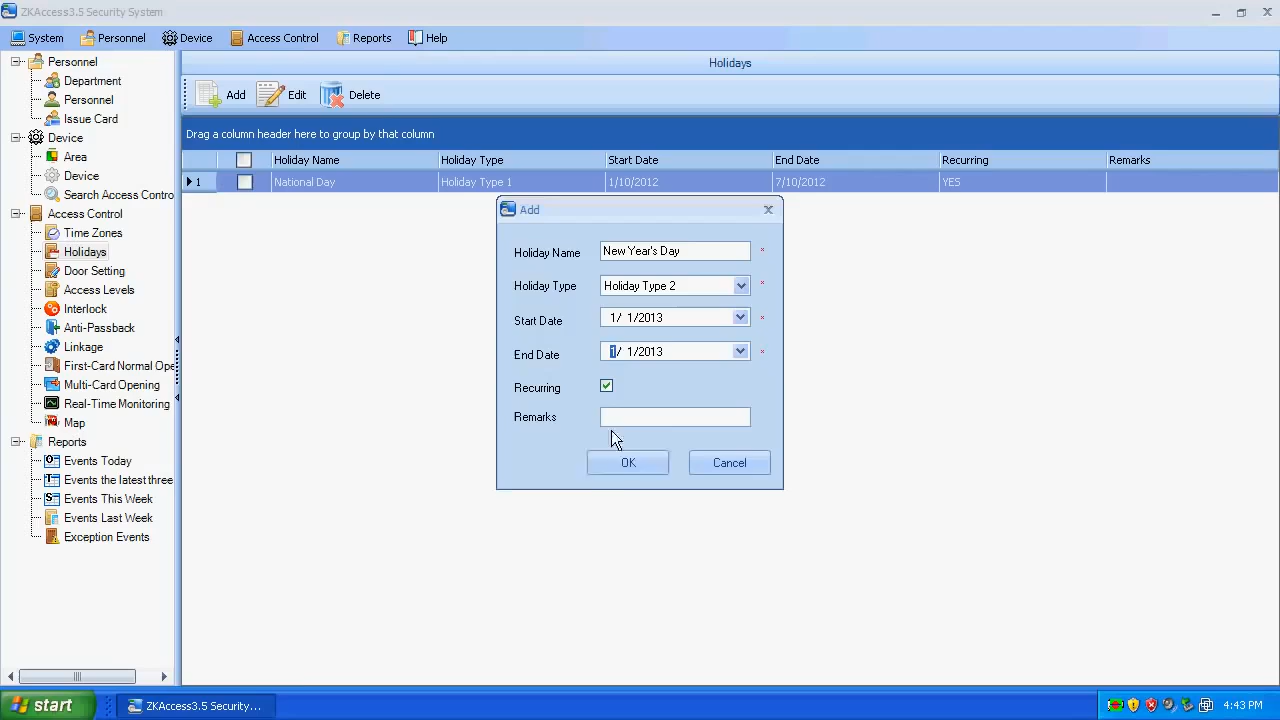 ZKAccess3.5 Security System
System Personnel Device Access Control Reports Help
Personnel
Department
Personnel
Issue Card
Device
Area
Device
Search Access Contro
Access Control
Time Zones
Holidays
Door Setting
Access Levels
Interlock
Anti-Passback
Linkage
First-Card Normal Ope
Multi-Card Opening
Real-Time Monitoring
Map
Reports
Events Today
Events the latest three
Events This Week
Events Last Week
Exception Events
Holidays
Add Edit Delete
Drag a column header here to group by that column
Holiday Name Holiday Type Start Date End Date Recurring Remarks
1 National Day Holiday Type 1 1/10/2012 7/10/2012 YES
Add
Holiday Name New Year's Day *
Holiday Type Holiday Type 2 *
Start Date 1/ 1/2013 *
End Date 1/ 1/2013 *
Recurring
Remarks
OK Cancel
start ZKAccess3.5 Security... 4:43 PM